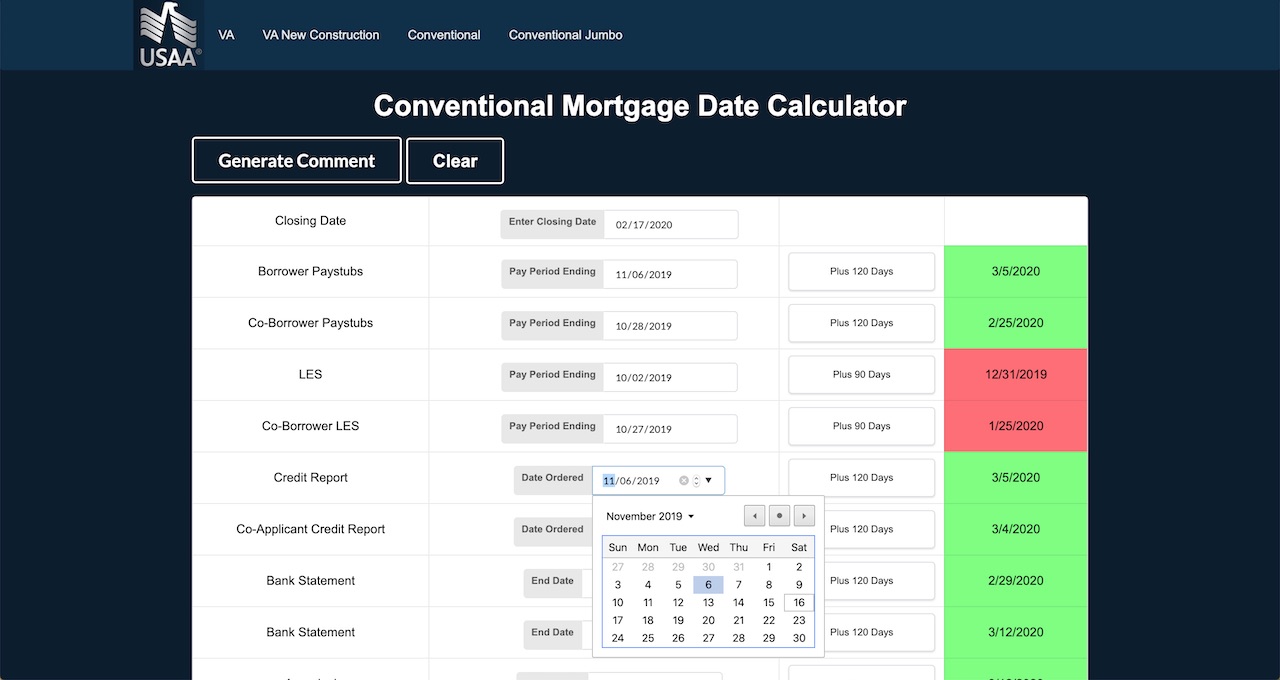 USAA®
VA VA New Construction Conventional Conventional Jumbo
Conventional Mortgage Date Calculator
Generate Comment Clear
Closing Date Enter Closing Date 02/17/2020
Borrower Paystubs Pay Period Ending 11/06/2019 Plus 120 Days 3/5/2020
Co-Borrower Paystubs Pay Period Ending 10/28/2019 Plus 120 Days 2/25/2020
LES Pay Period Ending 10/02/2019 Plus 90 Days 12/31/2019
Co-Borrower LES Pay Period Ending 10/27/2019 Plus 90 Days 1/25/2020
Credit Report Date Ordered 11/06/2019 Plus 120 Days 3/5/2020
Co-Applicant Credit Report Date Ordered Plus 120 Days 3/4/2020
Bank Statement End Date Plus 120 Days 2/29/2020
Bank Statement End Date Plus 120 Days 3/12/2020
November 2019
Sun Mon Tue Wed Thu Fri Sat
27 28 29 30 31 1 2
3 4 5 6 7 8 9
10 11 12 13 14 15 16
17 18 19 20 21 22 23
24 25 26 27 28 29 30